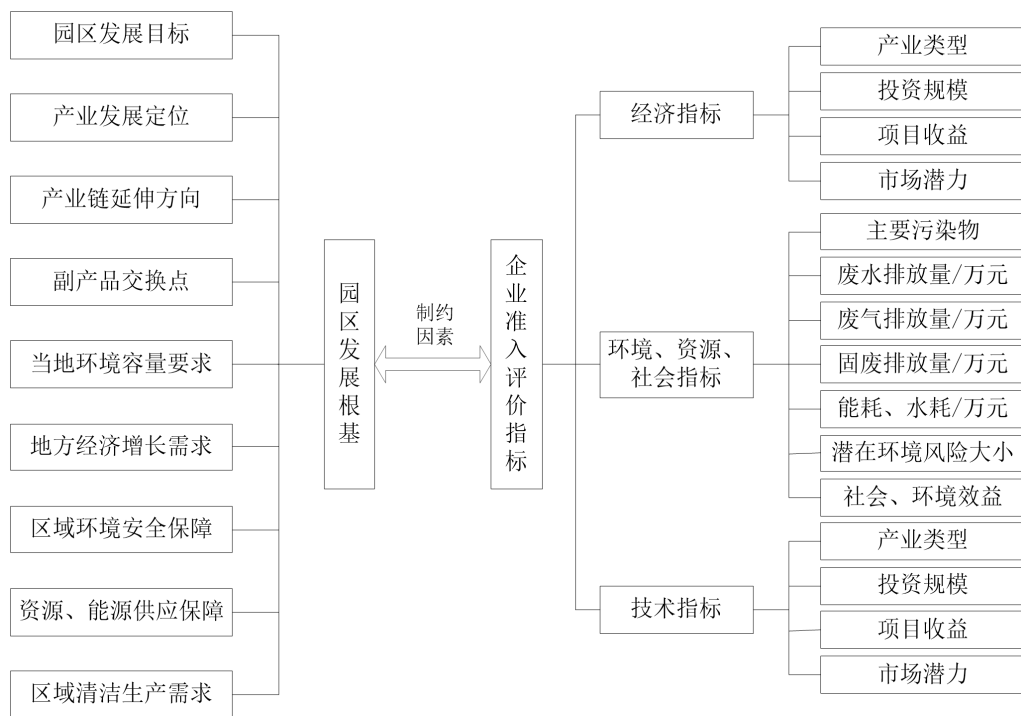 园区发展目标
产业发展定位
产业链延伸方向
副产品交换点
当地环境容量要求
地方经济增长需求
区域环境安全保障
资源、能源供应保障
区域清洁生产需求
园区发展根基
制约
因素
企业准入评价指标
经济指标
产业类型
投资规模
项目收益
市场潜力
环境、资源、
社会指标
主要污染物
废水排放量/万元
废气排放量/万元
固废排放量/万元
能耗、水耗/万元
潜在环境风险大小
社会、环境效益
技术指标
产业类型
投资规模
项目收益
市场潜力